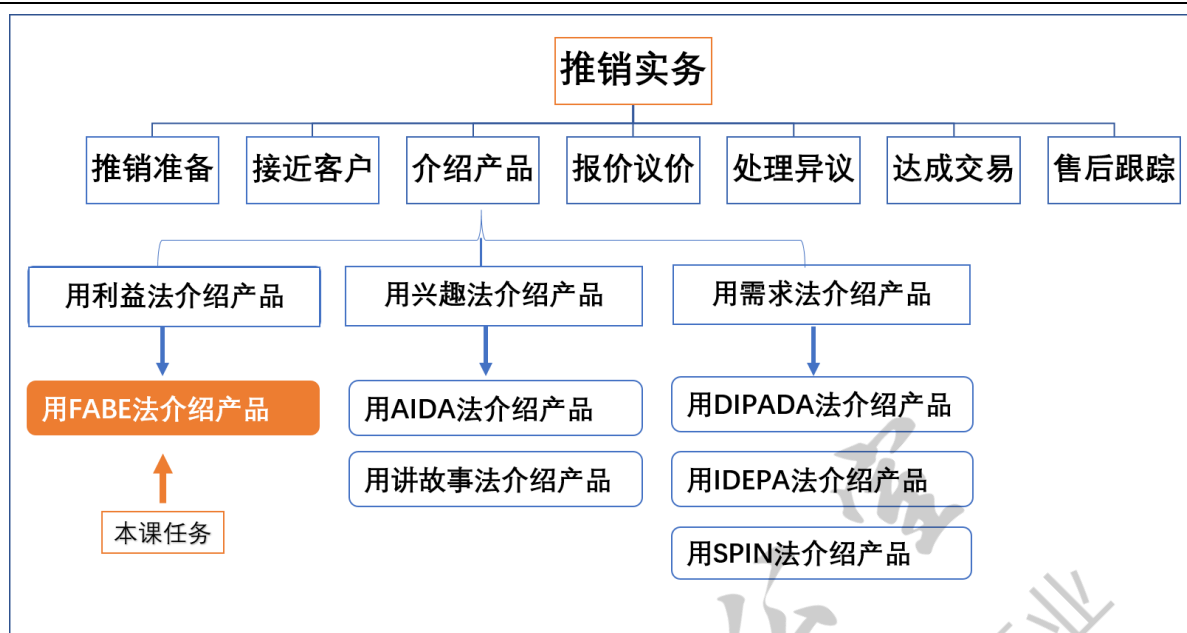 推销实务
推销准备
接近客户
介绍产品
报价议价
处理异议
达成交易
售后跟踪
用利益法介绍产品
用兴趣法介绍产品
用需求法介绍产品
用FABE法介绍产品
用AIDA法介绍产品
用DIPADA法介绍产品
用讲故事法介绍产品
用IDEPA法介绍产品
本课任务
用SPIN法介绍产品
业